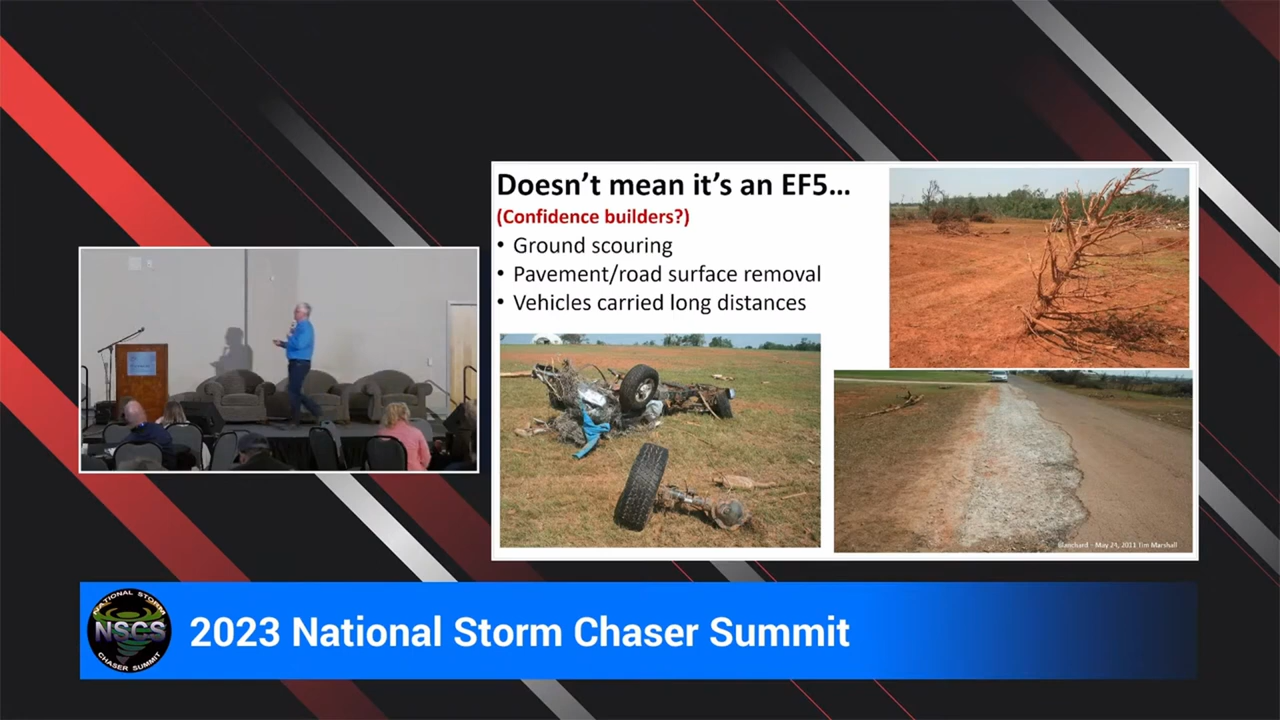 Doesn't mean it's an EF5...
(Confidence builders?)
• Ground scouring
• Pavement/road surface removal
• Vehicles carried long distances
Blanchard - May 24, 2011 Tim Marshall
NATIONAL STORM
NSCS
CHASER SUMMIT
2023 National Storm Chaser Summit